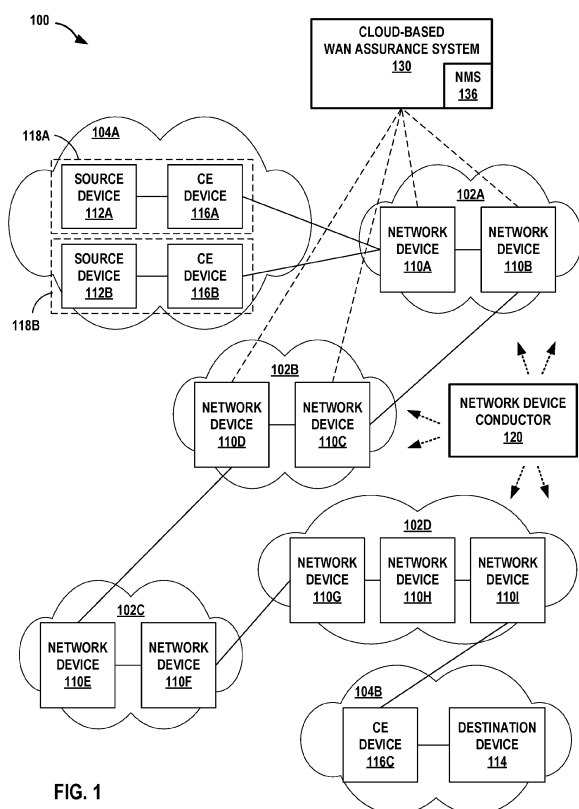 100
CLOUD-BASED
WAN ASSURANCE SYSTEM
130
NMS
136
118A
104A
SOURCE
DEVICE
112A
CE
DEVICE
116A
SOURCE
DEVICE
112B
CE
DEVICE
116B
118B
102A
NETWORK
DEVICE
110A
NETWORK
DEVICE
110B
102B
NETWORK
DEVICE
110D
NETWORK
DEVICE
110C
NETWORK DEVICE
CONDUCTOR
120
102D
NETWORK
DEVICE
110G
NETWORK
DEVICE
110H
NETWORK
DEVICE
110I
102C
NETWORK
DEVICE
110E
NETWORK
DEVICE
110F
104B
CE
DEVICE
116C
DESTINATION
DEVICE
114
FIG. 1